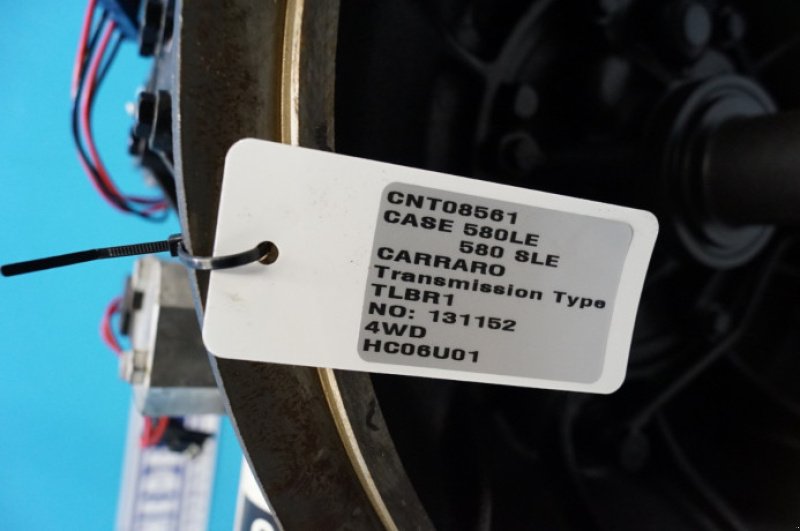 CNT08561
CASE 580LE
580 SLE
CARRARO
Transmission Type
TLBR1
NO: 131152
4WD
HC06U01